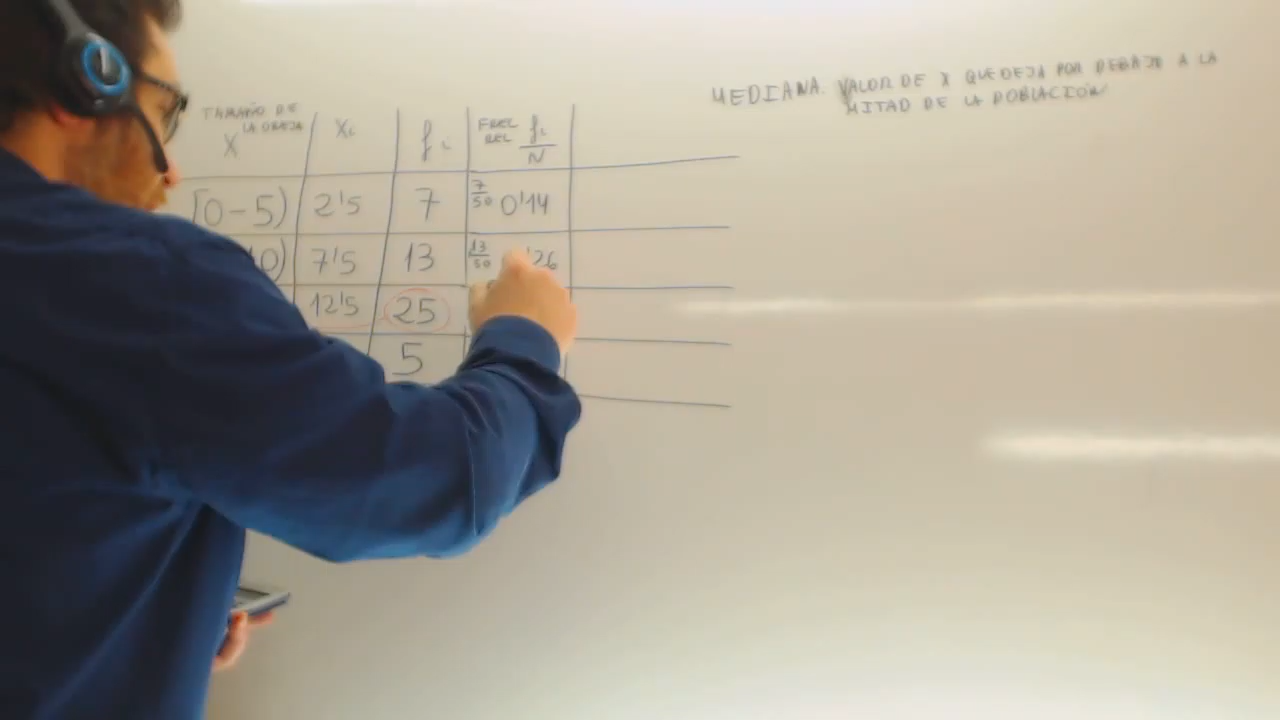 MEDIANA. VALOR DE X QUE DEJA POR DEBAJO A LA
MITAD DE LA POBLACIÓN
TAMAÑO DE
LA OREJA
X
Xi
fi
FREC
REL
fi
N
[0-5)
2'5
7
7
50
0'14
0)
7'5
13
13
50
'26
12'5
25
5